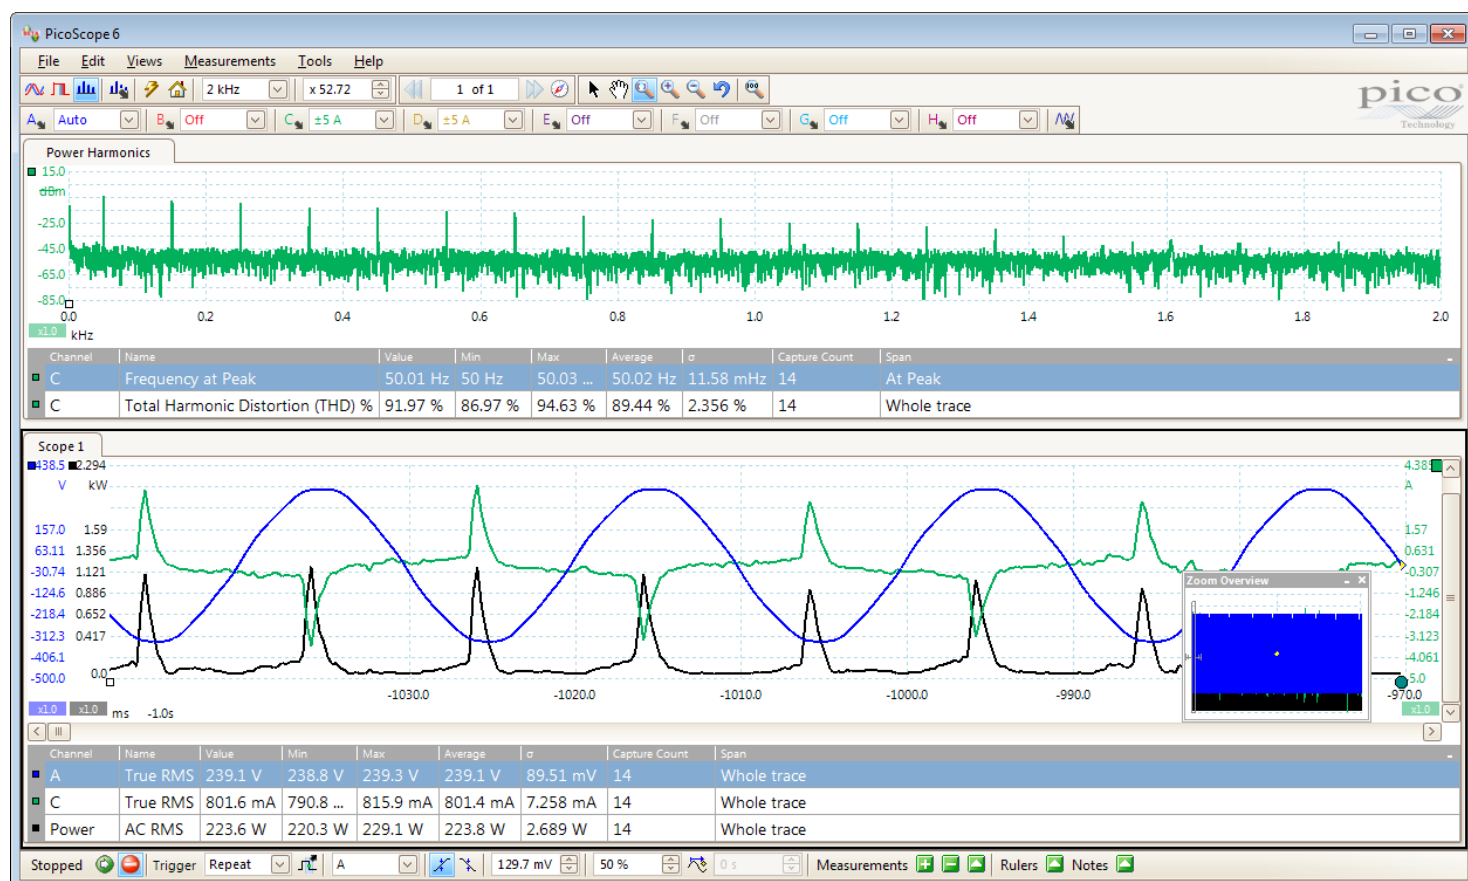 PicoScope 6
File Edit Views Measurements Tools Help
2 kHz x 52.72 1 of 1
pico
Technology
A Auto B Off C ±5 A D ±5 A E Off F Off G Off H Off
Power Harmonics
15.0
dBm
-25.0
-45.0
-65.0
-85.0
0.0 0.2 0.4 0.6 0.8 1.0 1.2 1.4 1.6 1.8 2.0
x1.0 kHz
Channel Name Value Min Max Average σ Capture Count Span
C Frequency at Peak 50.01 Hz 50 Hz 50.03 ... 50.02 Hz 11.58 mHz 14 At Peak
C Total Harmonic Distortion (THD) % 91.97 % 86.97 % 94.63 % 89.44 % 2.356 % 14 Whole trace
Scope 1
438.5 2.294 4.385
V kW A
157.0 1.59 1.57
63.11 1.356 0.631
-30.74 1.121 -0.307
-124.6 0.886 -1.246
-218.4 0.652 -2.184
-312.3 0.417 -3.123
-406.1 -4.061
-500.0 0.0 -5.0
Zoom Overview
-1030.0 -1020.0 -1010.0 -1000.0 -990.0 -970.0
x1.0 x1.0 ms -1.0s x1.0
Channel Name Value Min Max Average σ Capture Count Span
A True RMS 239.1 V 238.8 V 239.3 V 239.1 V 89.51 mV 14 Whole trace
C True RMS 801.6 mA 790.8 ... 815.9 mA 801.4 mA 7.258 mA 14 Whole trace
Power AC RMS 223.6 W 220.3 W 229.1 W 223.8 W 2.689 W 14 Whole trace
Stopped Trigger Repeat A 129.7 mV 50 % 0 s Measurements Rulers Notes